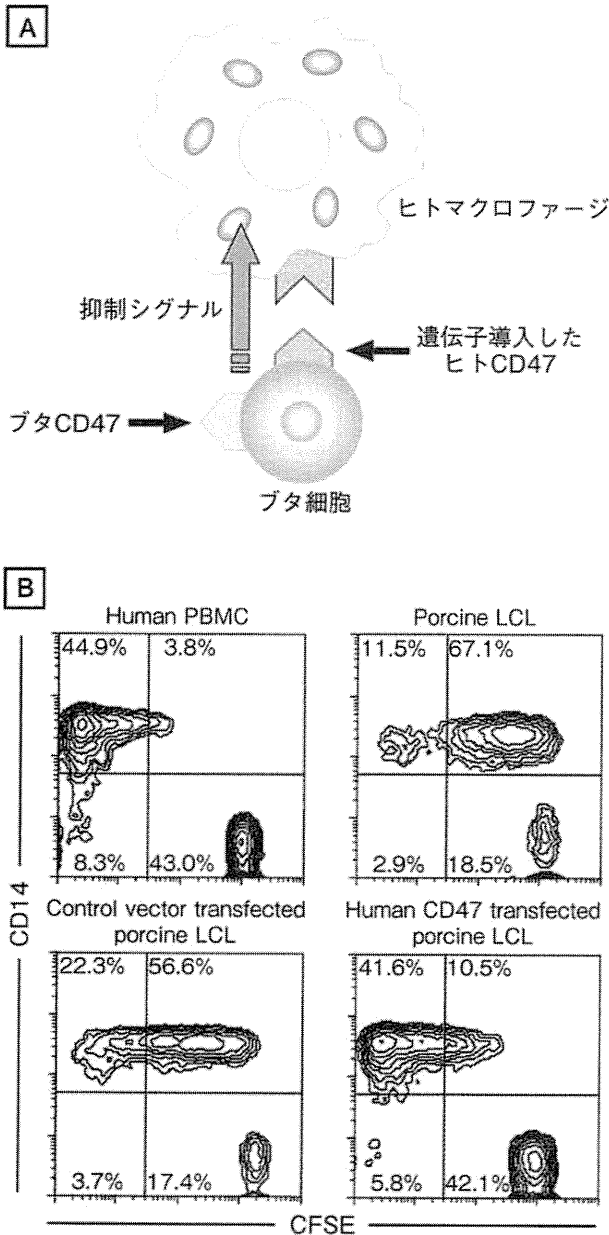 A
ヒトマクロファージ
抑制シグナル
遺伝子導入した
ヒトCD47
ブタCD47
ブタ細胞
B
Human PBMC
44.9% 3.8%
8.3% 43.0%
Porcine LCL
11.5% 67.1%
2.9% 18.5%
Control vector transfected
porcine LCL
22.3% 56.6%
3.7% 17.4%
Human CD47 transfected
porcine LCL
41.6% 10.5%
5.8% 42.1%
CD14
CFSE